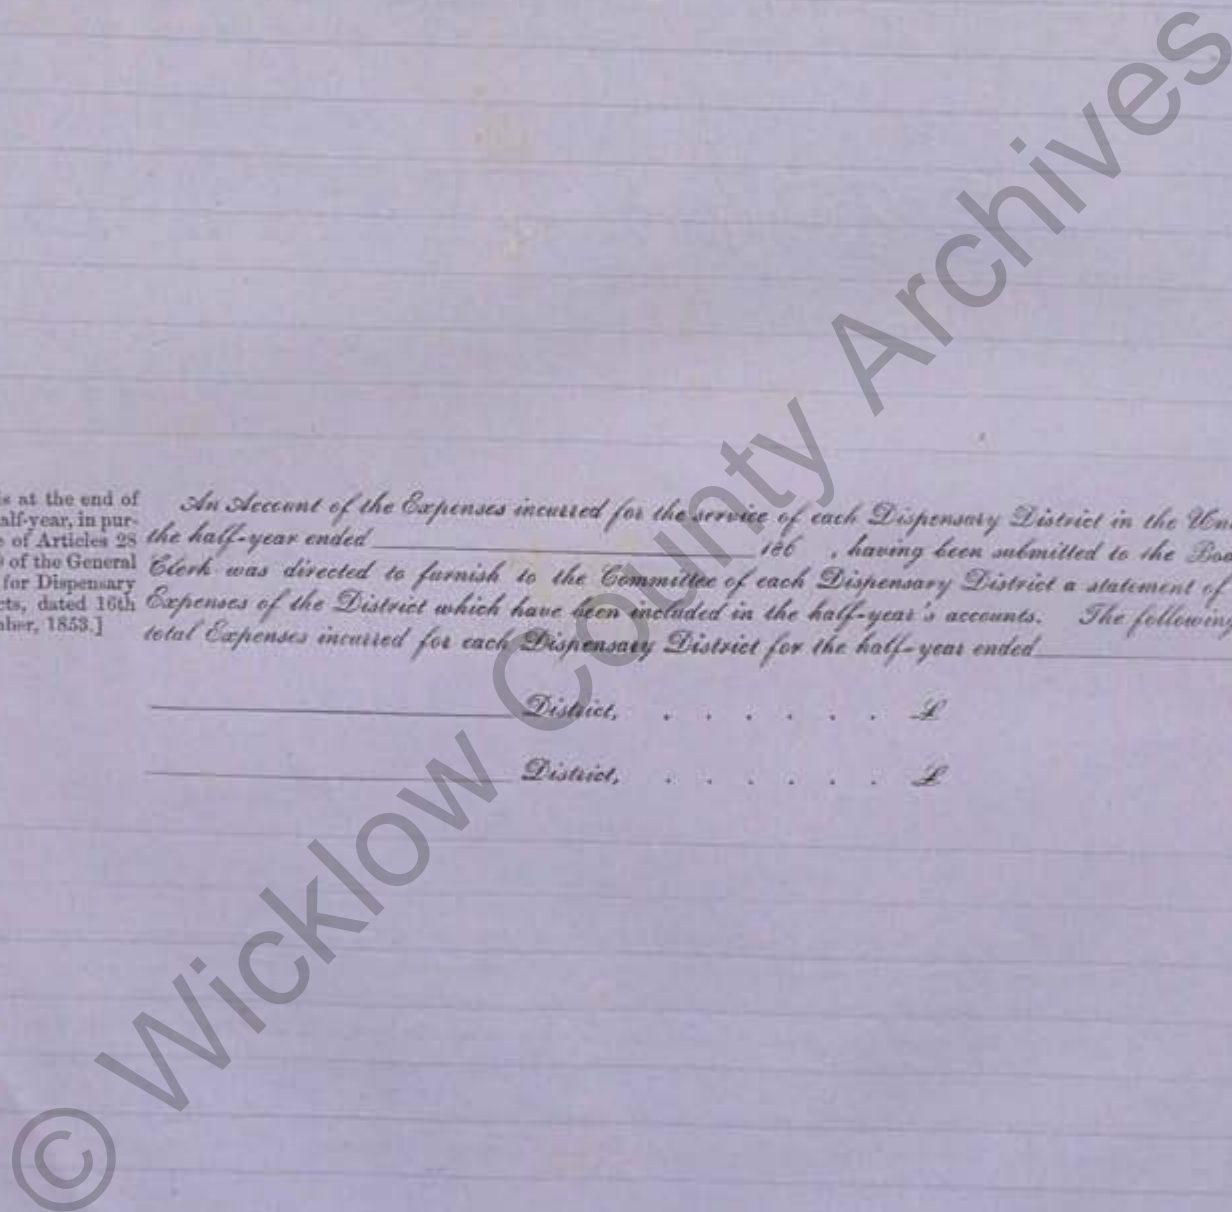 is at the end of
alf-year, in pur-
e of Articles 28
of the General
for Dispensary
cts, dated 16th
mber, 1853.]
An Account of the Expenses incurred for the service of each Dispensary District in the Un
the half-year ended 186 , having been submitted to the Boa
Clerk was directed to furnish to the Committee of each Dispensary District a statement of
Expenses of the District which have been included in the half-year's accounts. The following
total Expenses incurred for each Dispensary District for the half-year ended
District, . . . . . . £
District, . . . . . . £
© Wicklow County Archives